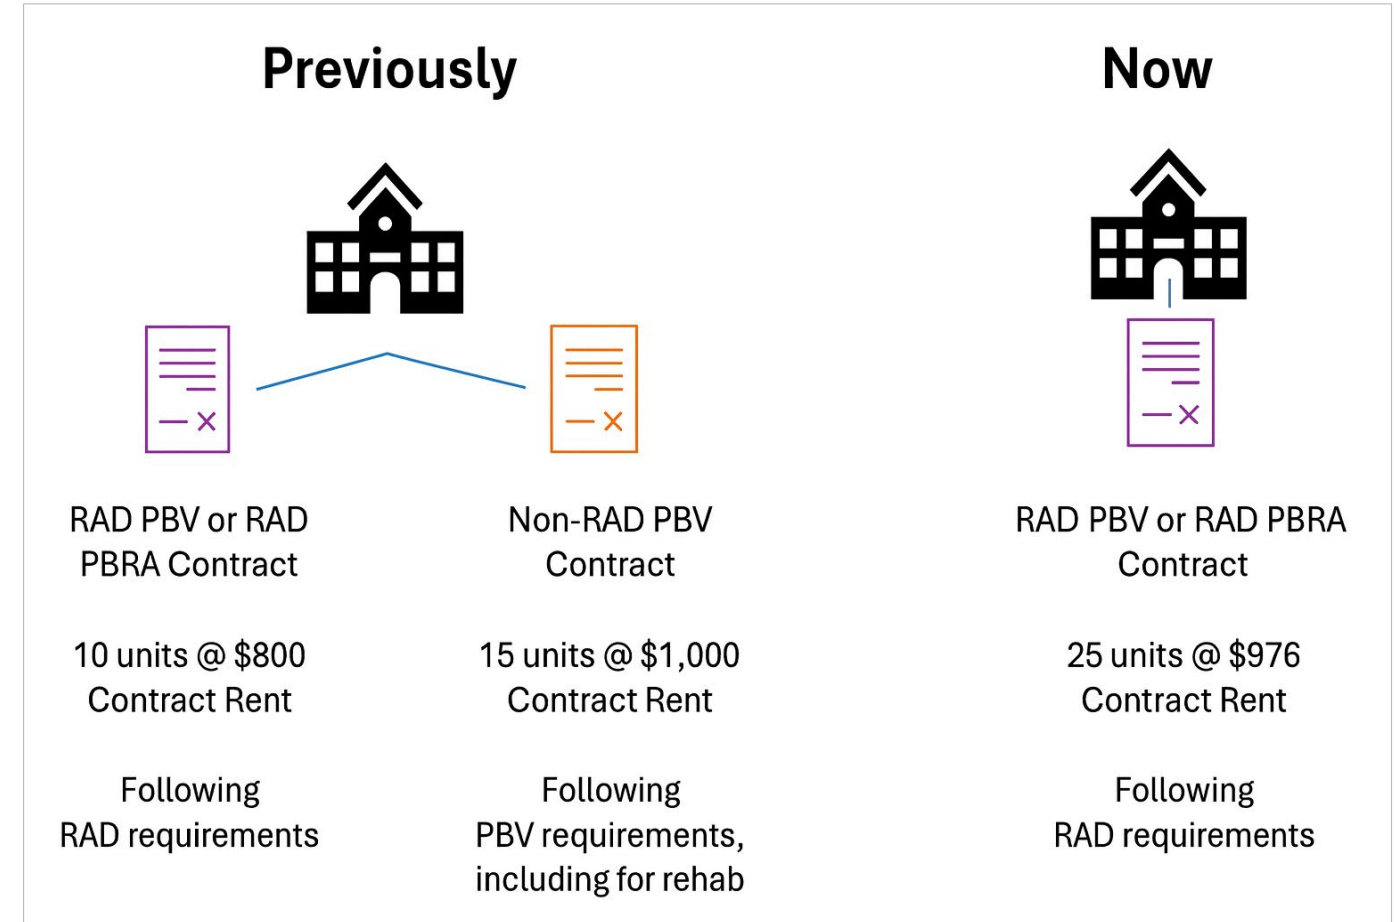 Previously
Now
RAD PBV or RAD
PBRA Contract
10 units @ $800
Contract Rent
Following
RAD requirements
Non-RAD PBV
Contract
15 units @ $1,000
Contract Rent
Following
PBV requirements,
including for rehab
RAD PBV or RAD PBRA
Contract
25 units @ $976
Contract Rent
Following
RAD requirements